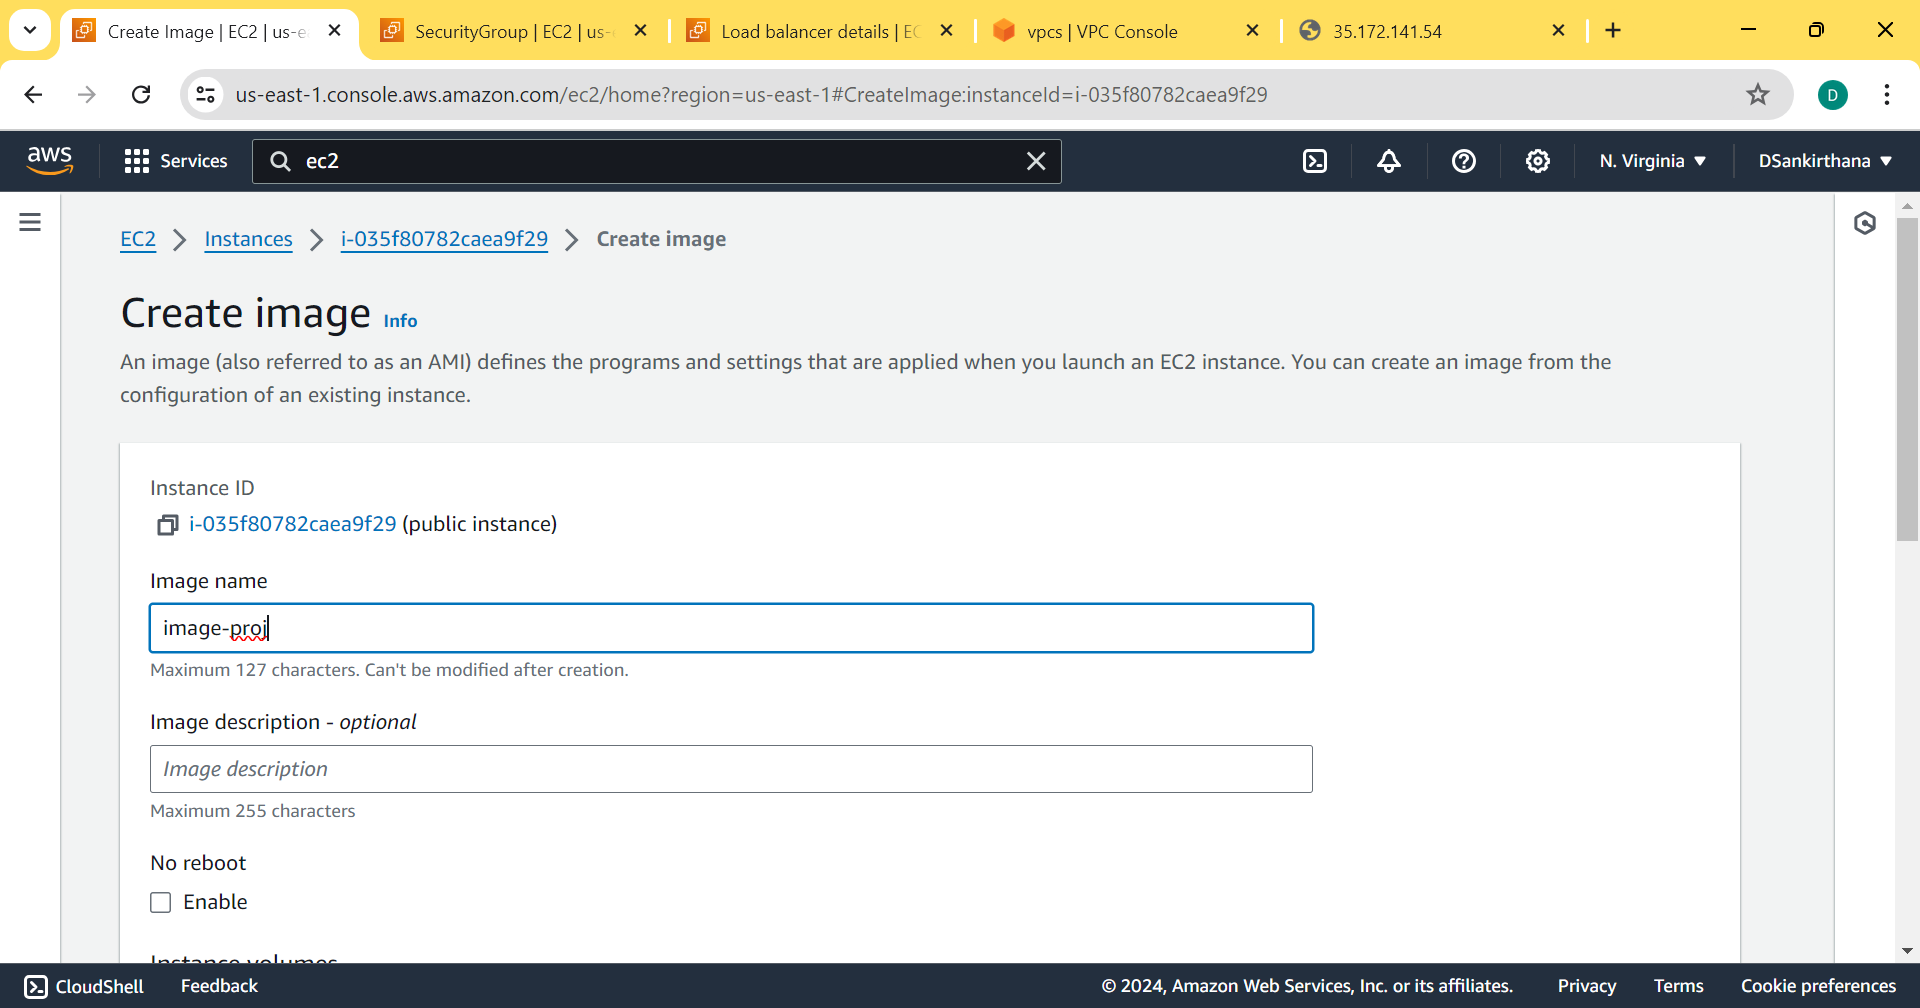 Create Image | EC2 | us-e
SecurityGroup | EC2 | us-
Load balancer details | EC
vpcs | VPC Console
35.172.141.54
us-east-1.console.aws.amazon.com/ec2/home?region=us-east-1#CreateImage:instanceId=i-035f80782caea9f29
D
aws
Services
ec2
N. Virginia
DSankirthana
EC2
Instances
i-035f80782caea9f29
Create image
Create image Info
An image (also referred to as an AMI) defines the programs and settings that are applied when you launch an EC2 instance. You can create an image from the
configuration of an existing instance.
Instance ID
i-035f80782caea9f29 (public instance)
Image name
image-proj
Maximum 127 characters. Can't be modified after creation.
Image description - optional
Image description
Maximum 255 characters
No reboot
Enable
Instance volumes
CloudShell
Feedback
© 2024, Amazon Web Services, Inc. or its affiliates.
Privacy
Terms
Cookie preferences